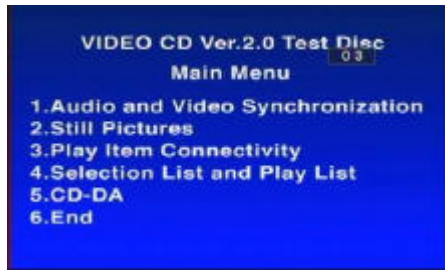 VIDEO CD Ver.2.0 Test Disc
03
Main Menu
1.Audio and Video Synchronization
2.Still Pictures
3.Play Item Connectivity
4.Selection List and Play List
5.CD-DA
6.End